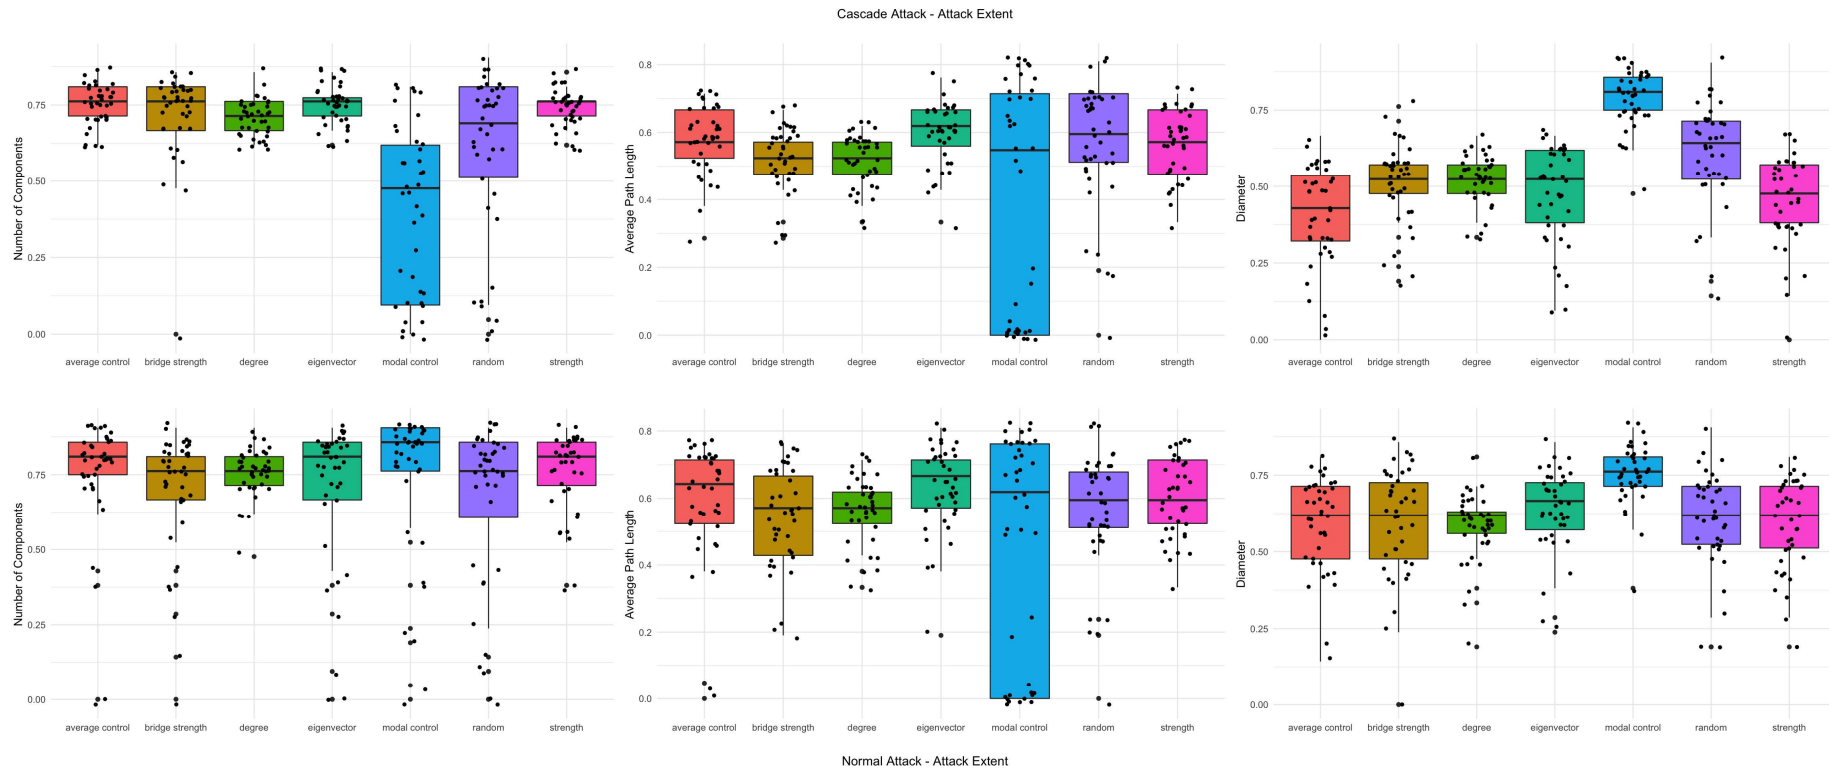 Cascade Attack - Attack Extent
Number of Components
0.75
0.50
0.25
0.00
average control bridge strength degree eigenvector modal control random strength
Average Path Length
0.8
0.6
0.4
0.2
0.0
average control bridge strength degree eigenvector modal control random strength
Diameter
0.75
0.50
0.25
0.00
average control bridge strength degree eigenvector modal control random strength
Number of Components
0.75
0.50
0.25
0.00
average control bridge strength degree eigenvector modal control random strength
Average Path Length
0.8
0.6
0.4
0.2
0.0
average control bridge strength degree eigenvector modal control random strength
Diameter
0.75
0.50
0.25
0.00
average control bridge strength degree eigenvector modal control random strength
Normal Attack - Attack Extent